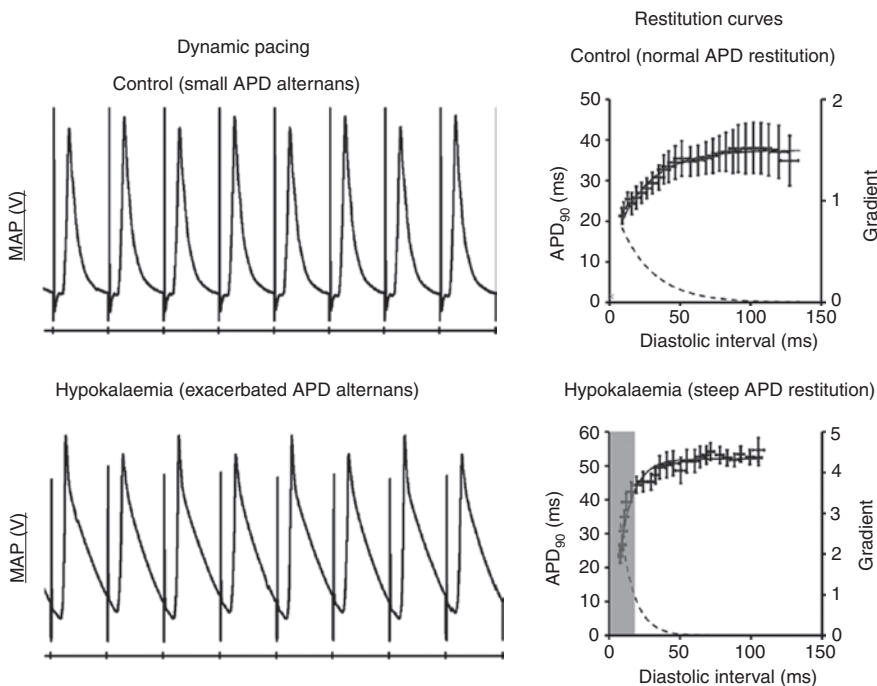 Dynamic pacing
Control (small APD alternans)
MAP (V)
Restitution curves
Control (normal APD restitution)
50
40
30
20
10
0
APD90 (ms)
2
1
0
Gradient
0 50 100 150
Diastolic interval (ms)
Hypokalaemia (exacerbated APD alternans)
MAP (V)
Hypokalaemia (steep APD restitution)
60
50
40
30
20
10
0
APD90 (ms)
5
4
3
2
1
0
Gradient
0 50 100 150
Diastolic interval (ms)